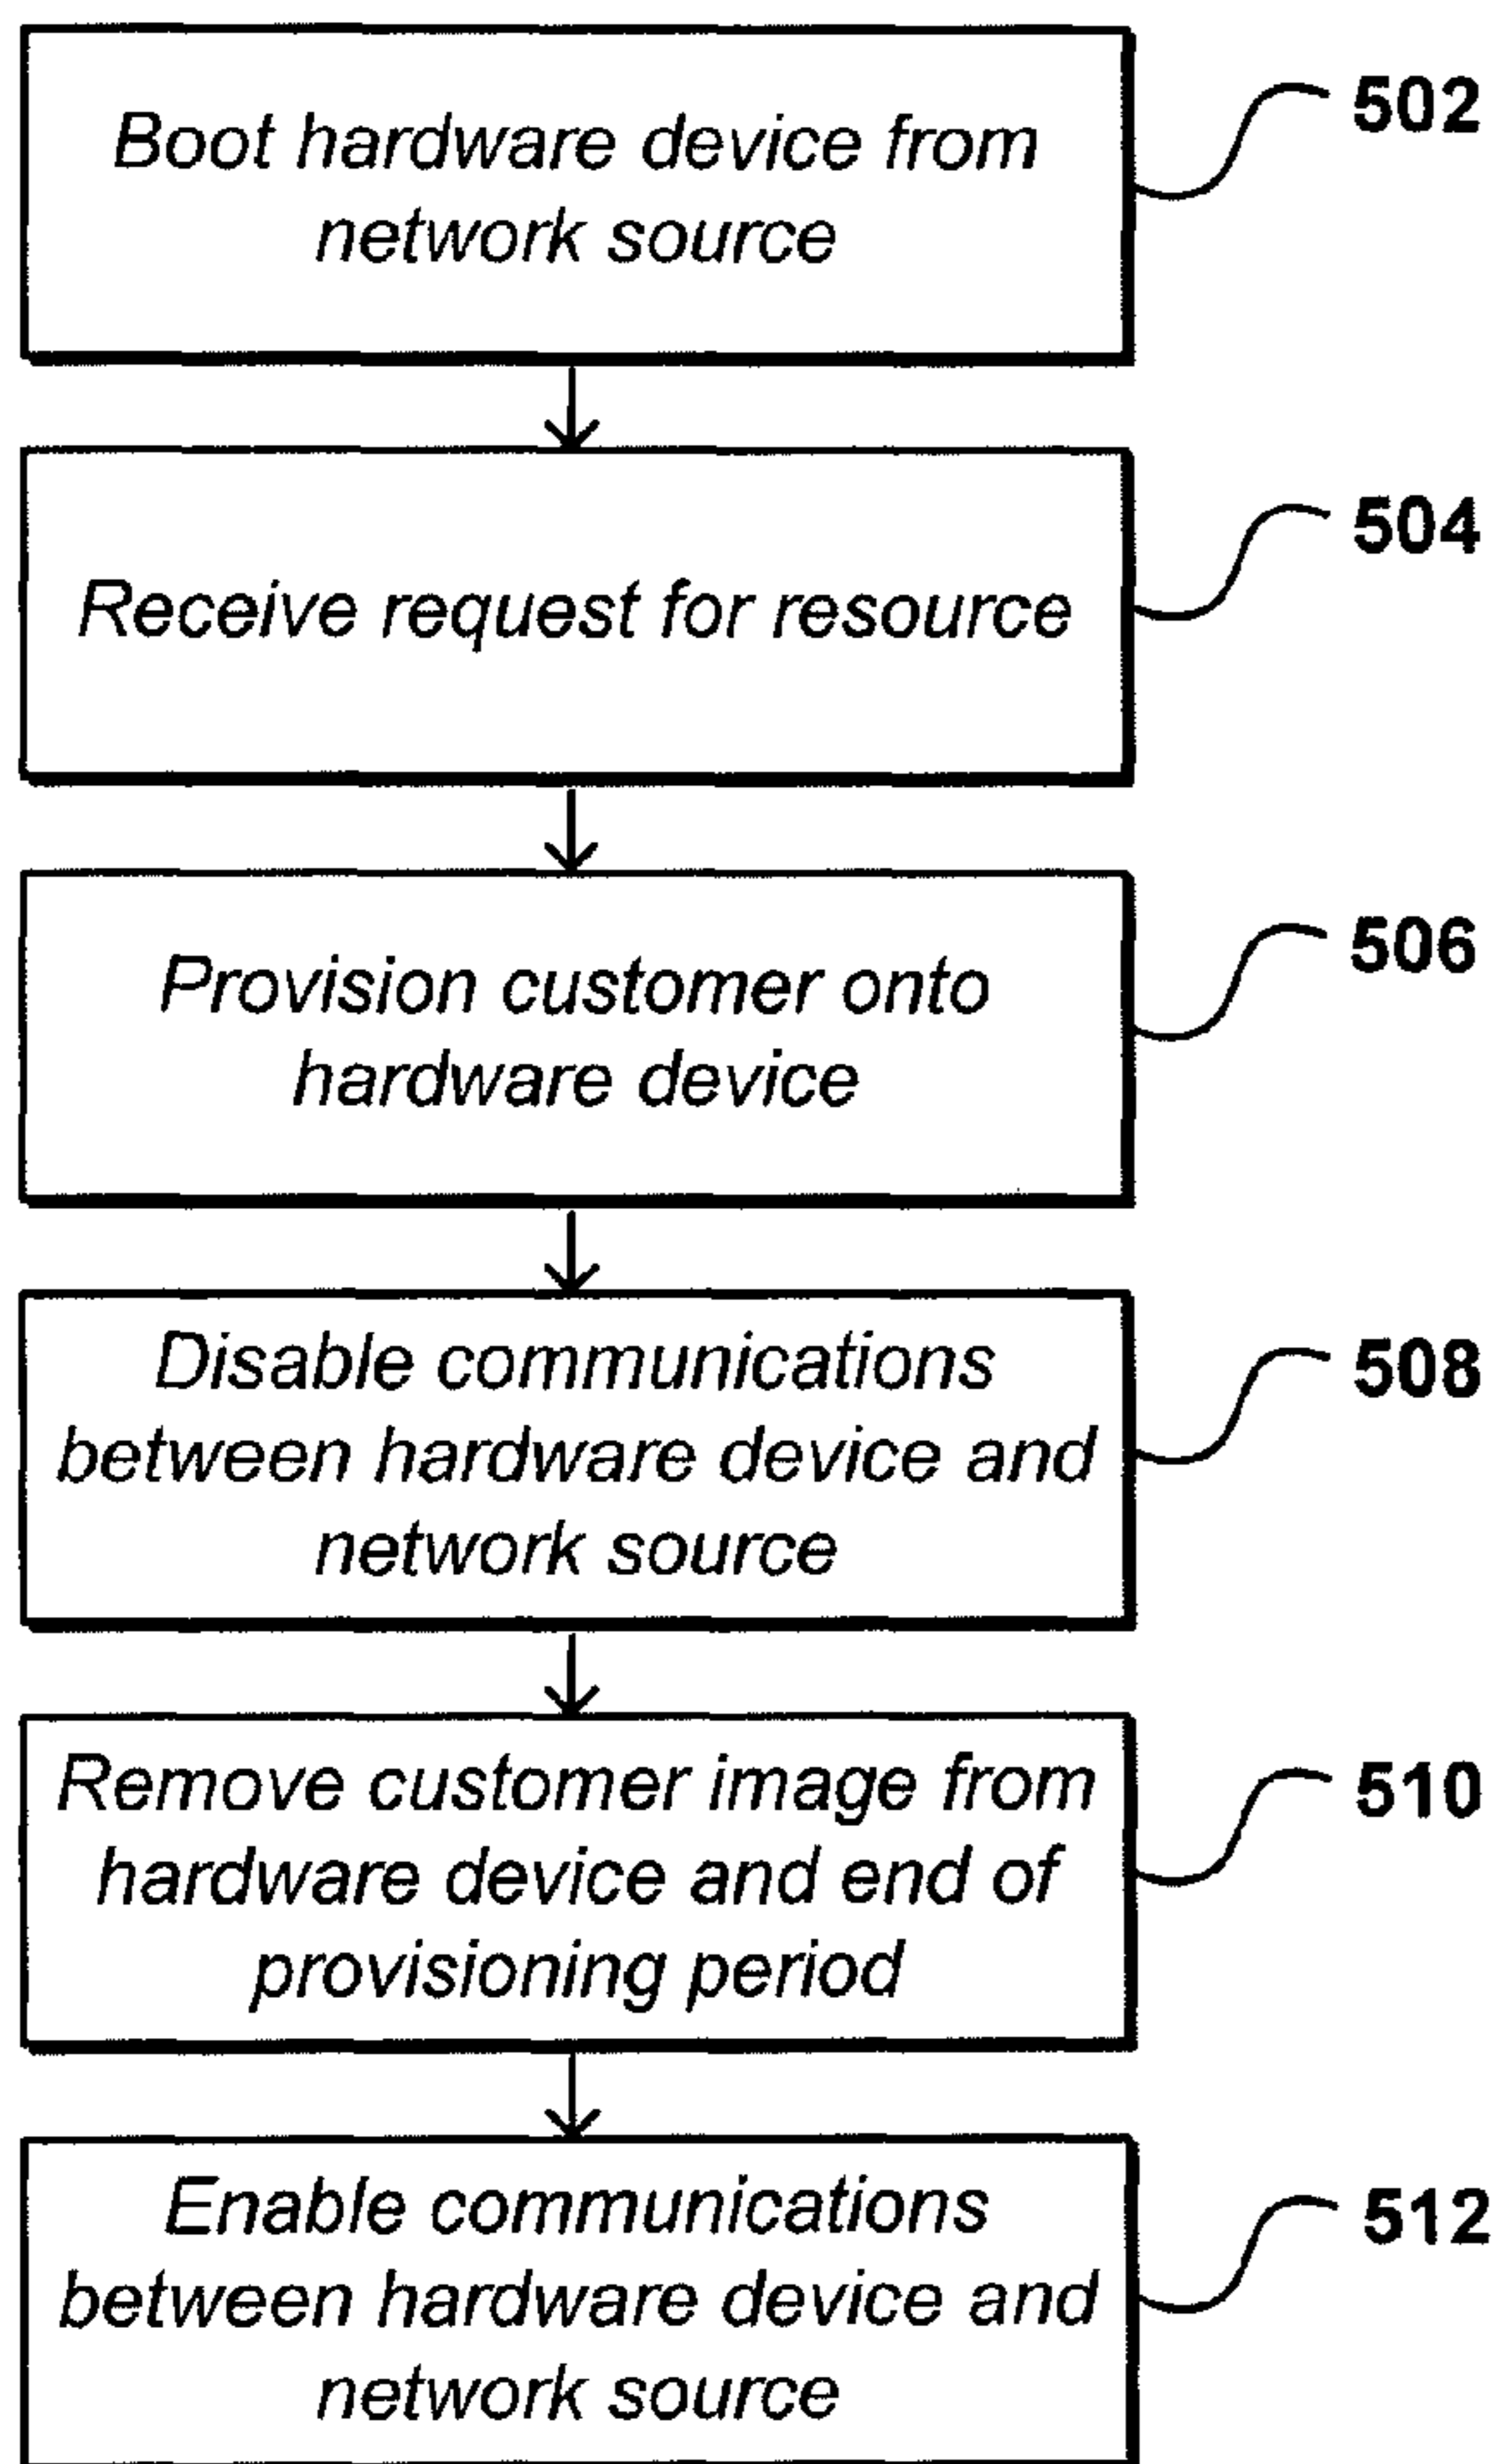 Boot hardware device from
network source
502
Receive request for resource
504
Provision customer onto
hardware device
506
Disable communications
between hardware device and
network source
508
Remove customer image from
hardware device and end of
provisioning period
510
Enable communications
between hardware device and
network source
512